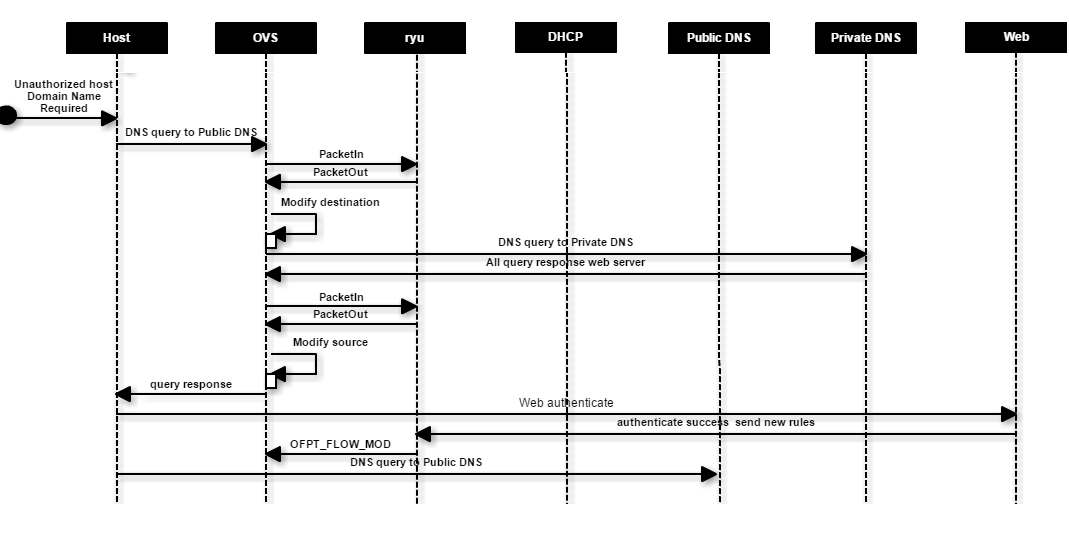 Host
OVS
ryu
DHCP
Public DNS
Private DNS
Web
Unauthorized host
Domain Name
Required
DNS query to Public DNS
PacketIn
PacketOut
Modify destination
DNS query to Private DNS
All query response web server
PacketIn
PacketOut
Modify source
query response
Web authenticate
authenticate success send new rules
OFPT_FLOW_MOD
DNS query to Public DNS